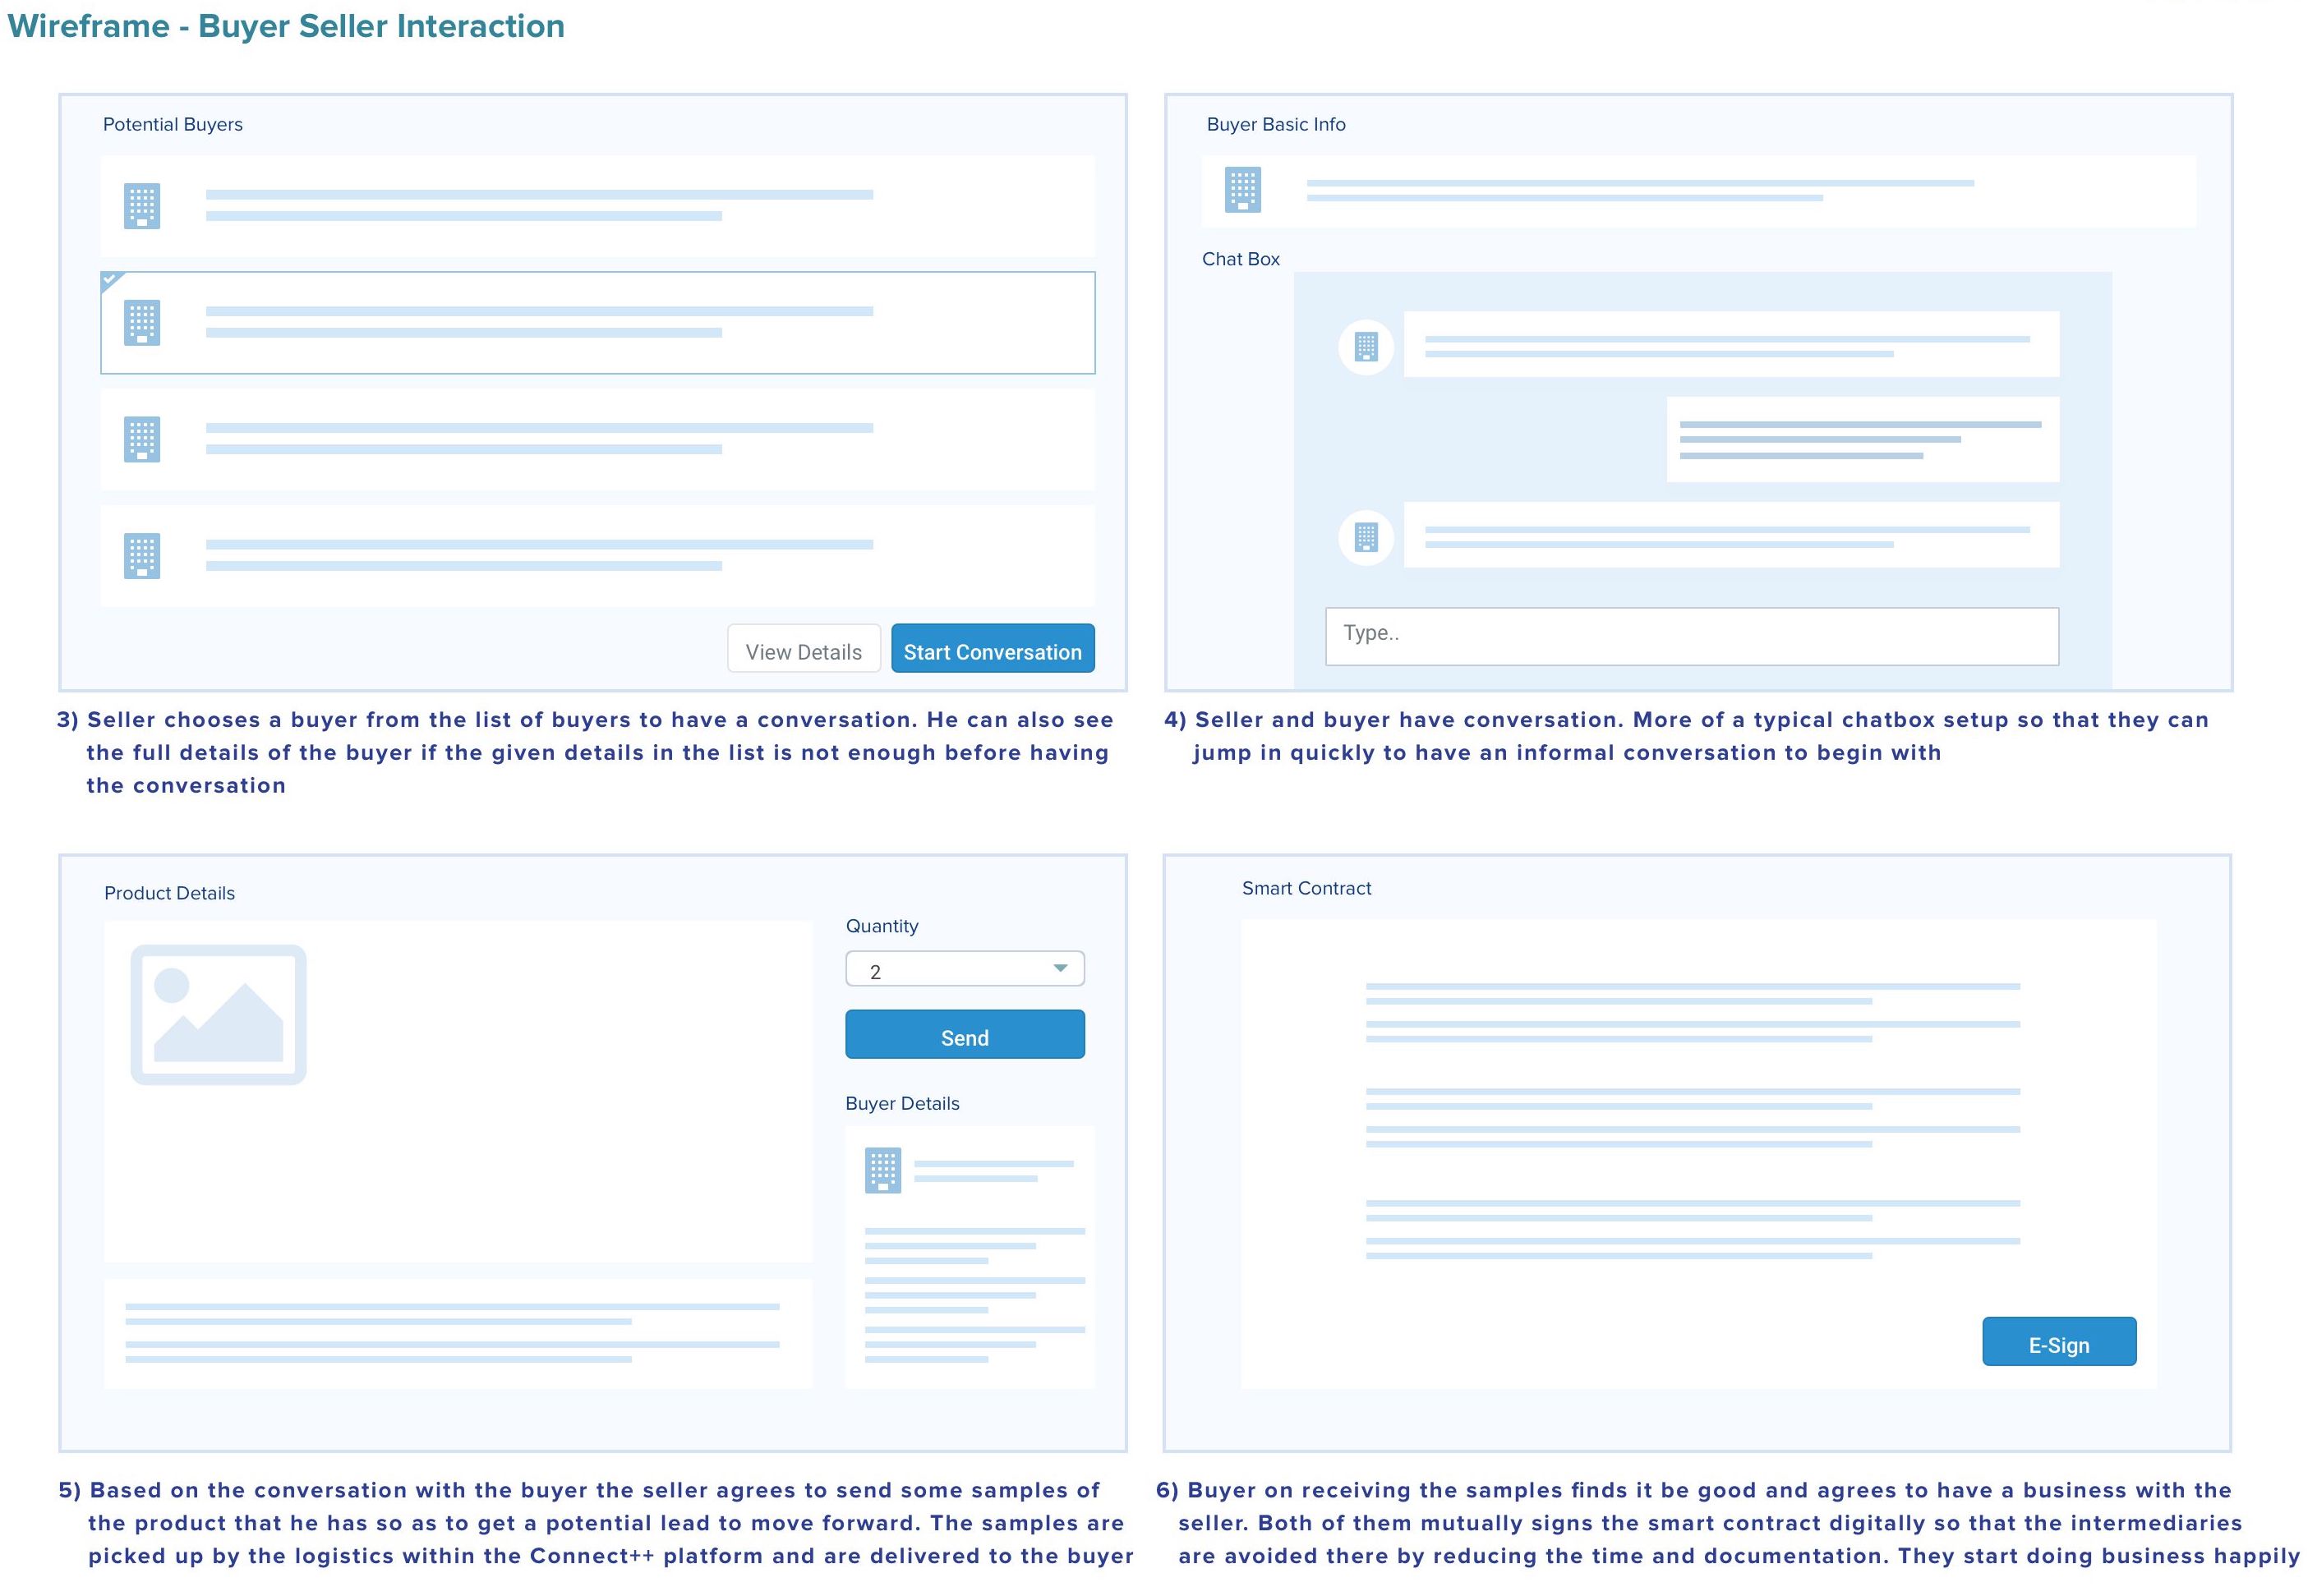 Wireframe - Buyer Seller Interaction
Potential Buyers
View Details
Start Conversation
3) Seller chooses a buyer from the list of buyers to have a conversation. He can also see
the full details of the buyer if the given details in the list is not enough before having
the conversation
Buyer Basic Info
Chat Box
Type..
4) Seller and buyer have conversation. More of a typical chatbox setup so that they can
jump in quickly to have an informal conversation to begin with
Product Details
Quantity
2
Send
Buyer Details
5) Based on the conversation with the buyer the seller agrees to send some samples of
the product that he has so as to get a potential lead to move forward. The samples are
picked up by the logistics within the Connect++ platform and are delivered to the buyer
Smart Contract
E-Sign
6) Buyer on receiving the samples finds it be good and agrees to have a business with the
seller. Both of them mutually signs the smart contract digitally so that the intermediaries
are avoided there by reducing the time and documentation. They start doing business happily